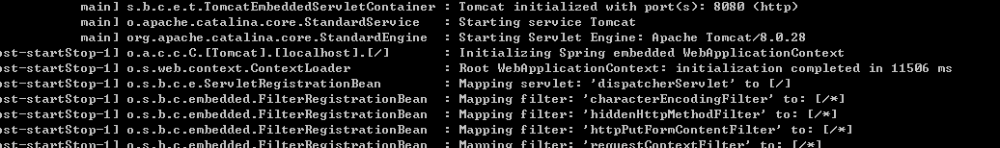 main] s.b.c.e.t.TomcatEmbeddedServletContainer : Tomcat initialized with port(s): 8080 (http)
main] o.apache.catalina.core.StandardService : Starting service Tomcat
main] org.apache.catalina.core.StandardEngine : Starting Servlet Engine: Apache Tomcat/8.0.28
ost-startStop-1] o.a.c.c.C.[Tomcat].[localhost].[/] : Initializing Spring embedded WebApplicationContext
ost-startStop-1] o.s.web.context.ContextLoader : Root WebApplicationContext: initialization completed in 11506 ms
ost-startStop-1] o.s.b.c.e.ServletRegistrationBean : Mapping servlet: 'dispatcherServlet' to [/]
ost-startStop-1] o.s.b.c.embedded.FilterRegistrationBean : Mapping filter: 'characterEncodingFilter' to: [/*]
ost-startStop-1] o.s.b.c.embedded.FilterRegistrationBean : Mapping filter: 'hiddenHttpMethodFilter' to: [/*]
ost-startStop-1] o.s.b.c.embedded.FilterRegistrationBean : Mapping filter: 'httpPutFormContentFilter' to: [/*]
ost-startStop-1] o.s.b.c.embedded.FilterRegistrationBean : Mapping filter: 'requestContextFilter' to: [/*]